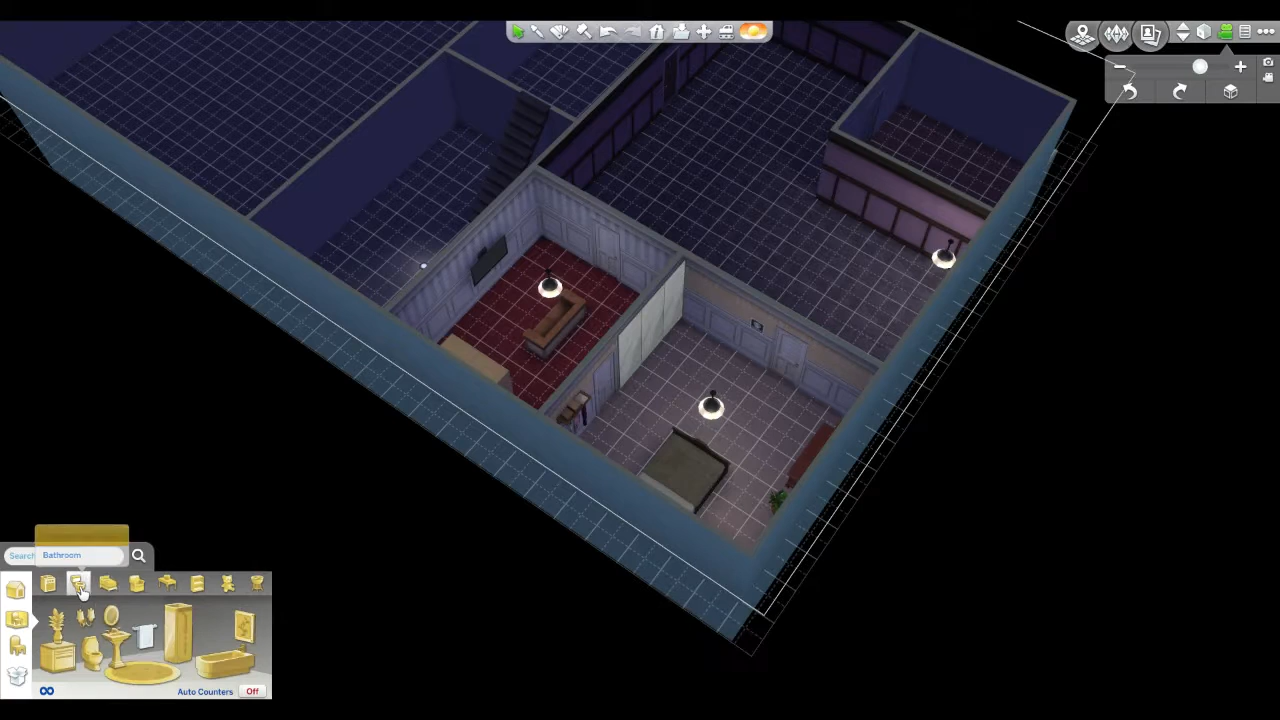 Search
Bathroom
∞
Auto Counters
Off